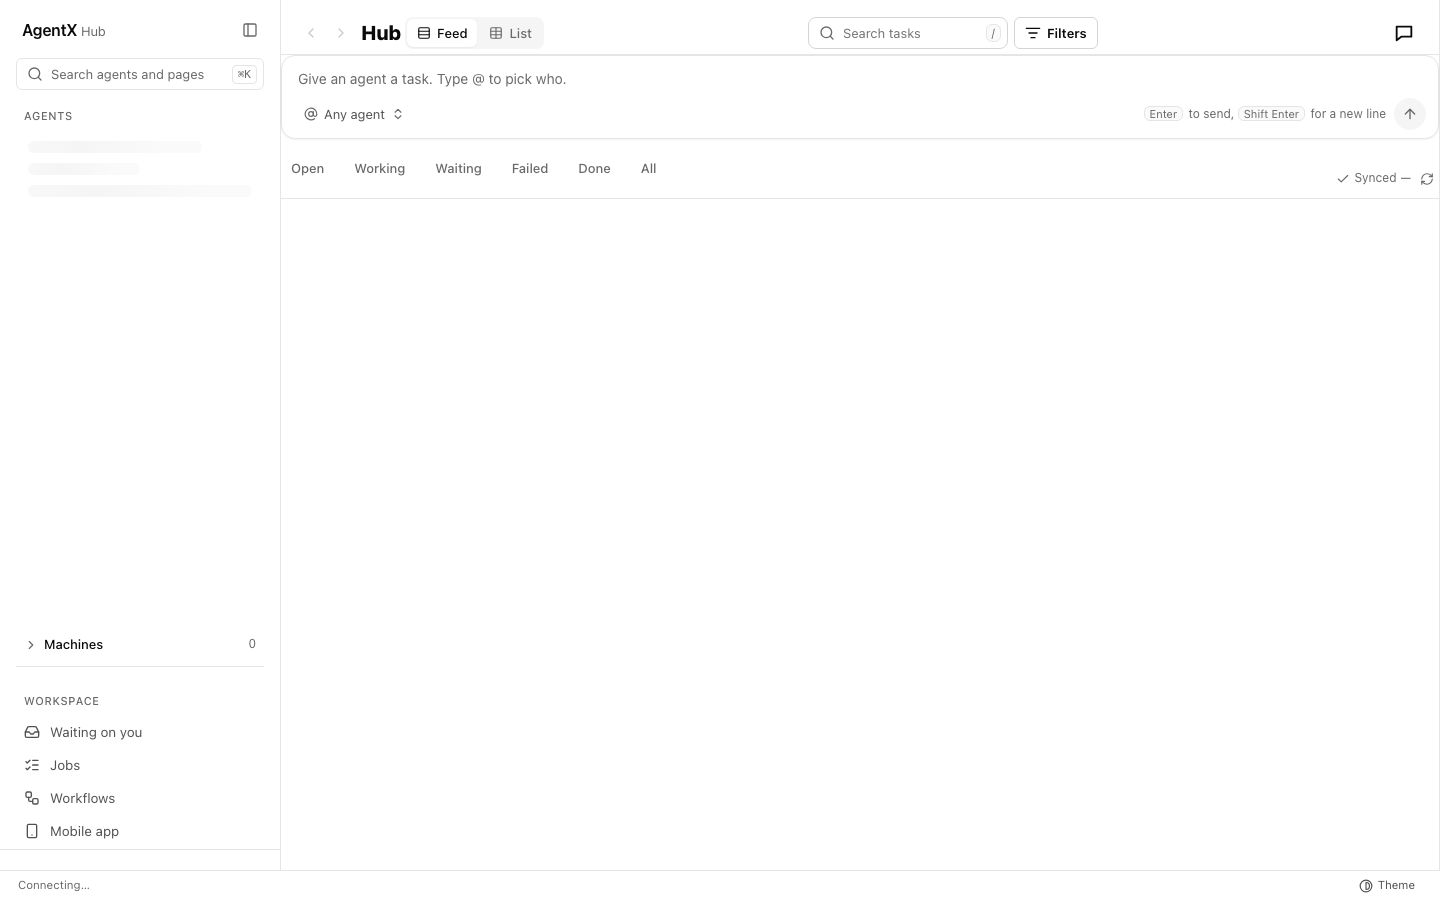 AgentX Hub
Search agents and pages ⌘K
AGENTS
Machines 0
WORKSPACE
Waiting on you
Jobs
Workflows
Mobile app
Connecting...
Hub Feed List
Search tasks /
Filters
Give an agent a task. Type @ to pick who.
Any agent
Enter to send, Shift Enter for a new line
Open Working Waiting Failed Done All
Synced —
Theme